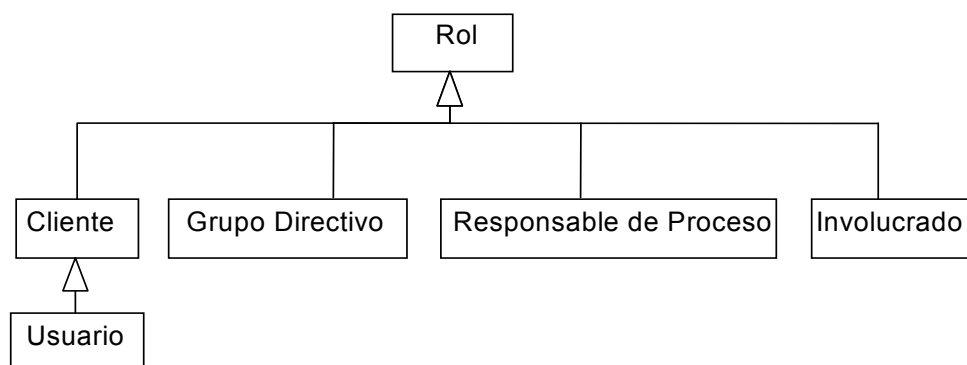 Rol
Cliente
Grupo Directivo
Responsable de Proceso
Involucrado
Usuario